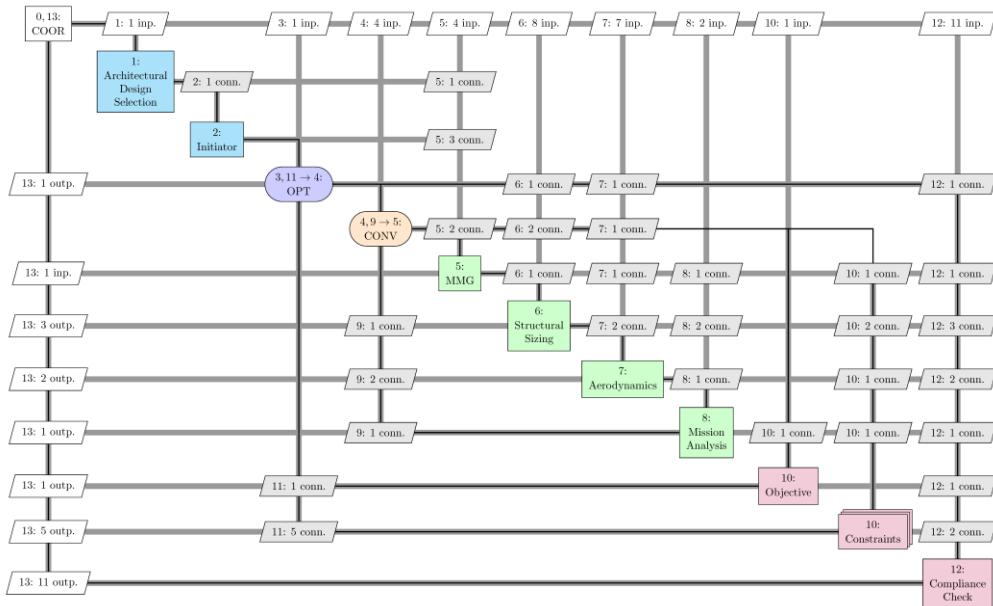 0, 13:
COOR
1: 1 inp.
3: 1 inp.
4: 4 inp.
5: 4 inp.
6: 8 inp.
7: 7 inp.
8: 2 inp.
10: 1 inp.
12: 11 inp.
1:
Architectural
Design
Selection
2: 1 conn.
5: 1 conn.
2:
Initiator
5: 3 conn.
13: 1 outp.
3, 11 → 4:
OPT
6: 1 conn.
7: 1 conn.
12: 1 conn.
4, 9 → 5:
CONV
5: 2 conn.
6: 2 conn.
7: 1 conn.
13: 1 inp.
5:
MMG
6: 1 conn.
7: 1 conn.
8: 1 conn.
10: 1 conn.
12: 1 conn.
13: 3 outp.
9: 1 conn.
6:
Structural
Sizing
7: 2 conn.
8: 2 conn.
10: 2 conn.
12: 3 conn.
13: 2 outp.
9: 2 conn.
7:
Aerodynamics
8: 1 conn.
10: 1 conn.
12: 2 conn.
13: 1 outp.
9: 1 conn.
8:
Mission
Analysis
10: 1 conn.
10: 1 conn.
12: 1 conn.
13: 1 outp.
11: 1 conn.
10:
Objective
12: 1 conn.
13: 5 outp.
11: 5 conn.
10:
Constraints
12: 2 conn.
13: 11 outp.
12:
Compliance
Check